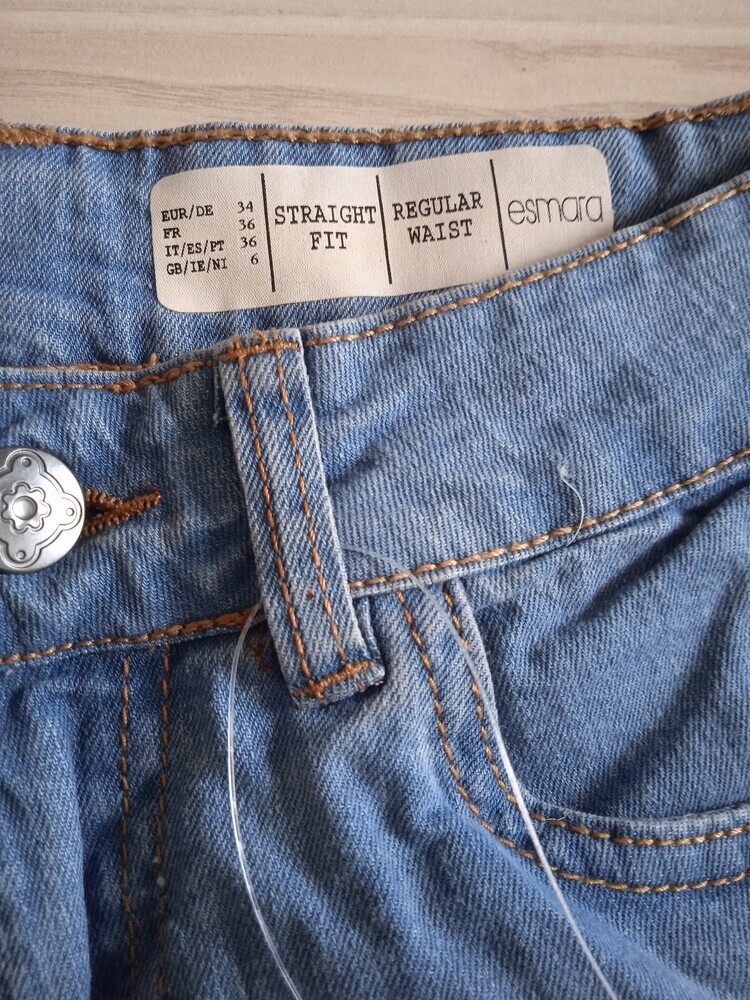 EUR/DE 34
FR 36
IT/ES/PT 36
GB/IE/NI 6
STRAIGHT
FIT
REGULAR
WAIST
esmara